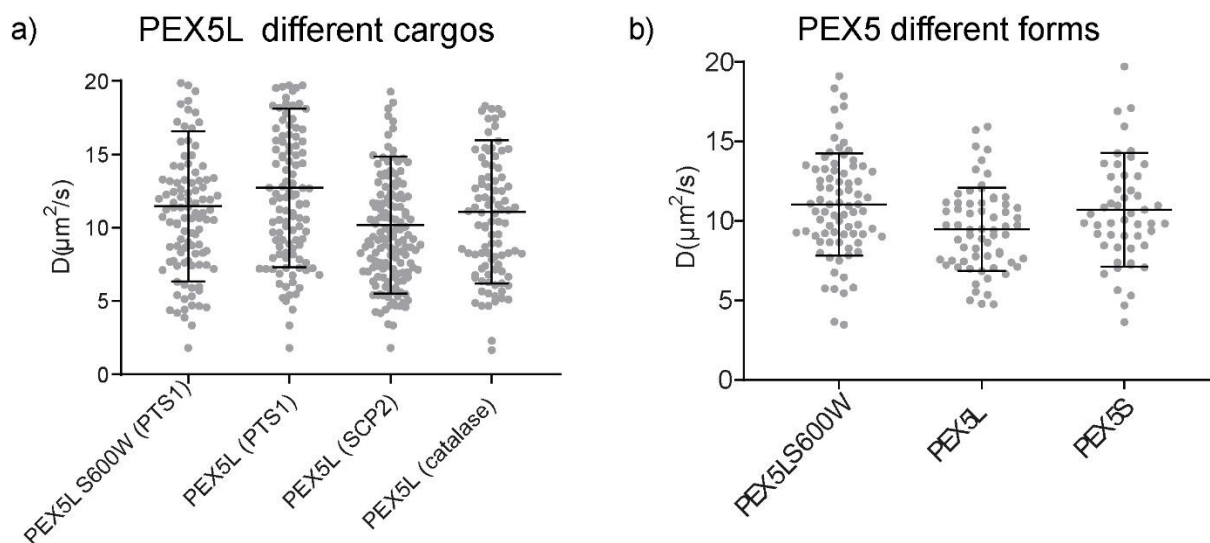 a) PEX5L different cargos
D(µm²/s)
20
15
10
5
0
PEX5L S600W (PTS1)
PEX5L (PTS1)
PEX5L (SCP2)
PEX5L (catalase)
b) PEX5 different forms
D(µm²/s)
20
15
10
5
0
PEX5LS600W
PEX5L
PEX5S